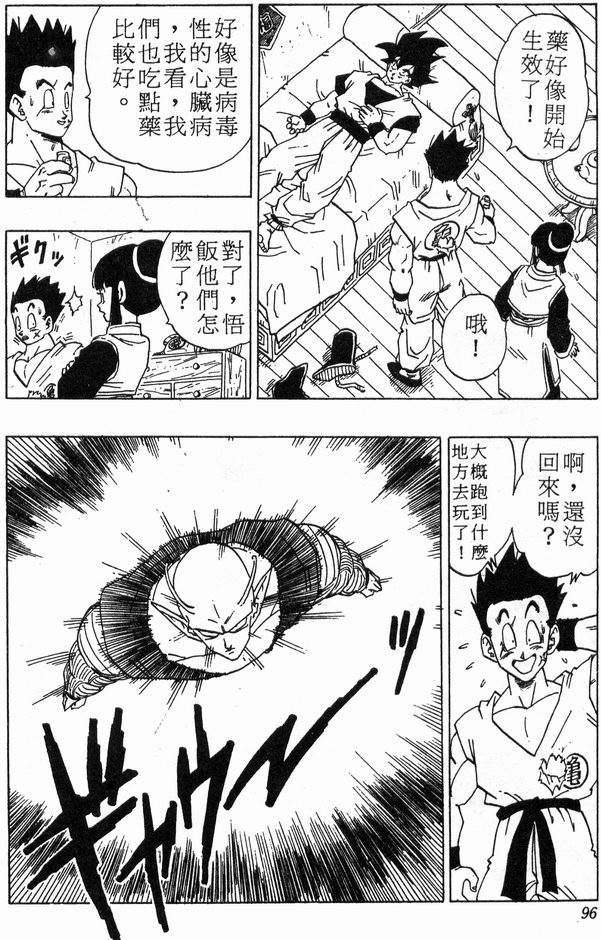 藥好像開始
生效了！
哦！
好像是病毒
性的心臟病
，我看，我
們也吃點藥
比較好。
對了，悟
飯他們怎
麼了？
ギクッ
啊，還沒
回來嗎？
大概跑到什麼
地方去玩了！
亀
ギャウン
96